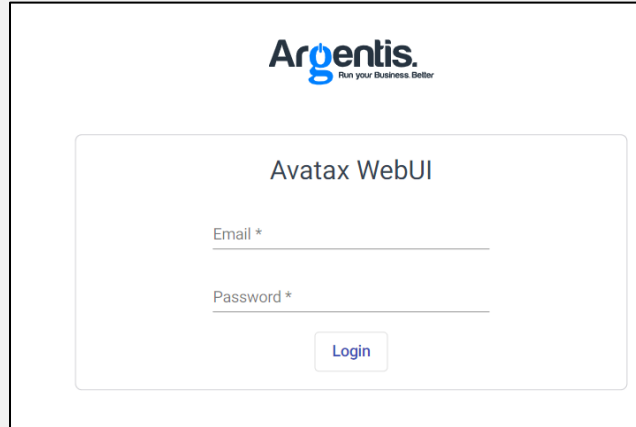 Argentis.
Run your Business. Better
Avatax WebUI
Email *
Password *
Login